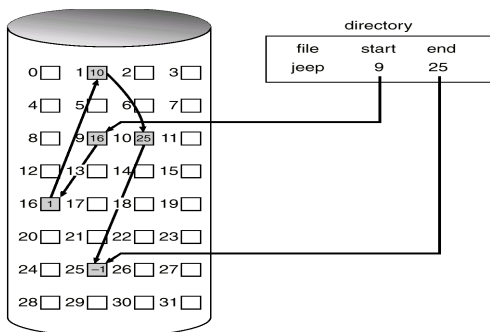 directory
file start end
jeep 9 25
0 1 10 2 3
4 5 6 7
8 9 16 10 25 11
12 13 14 15
16 1 17 18 19
20 21 22 23
24 25 −1 26 27
28 29 30 31